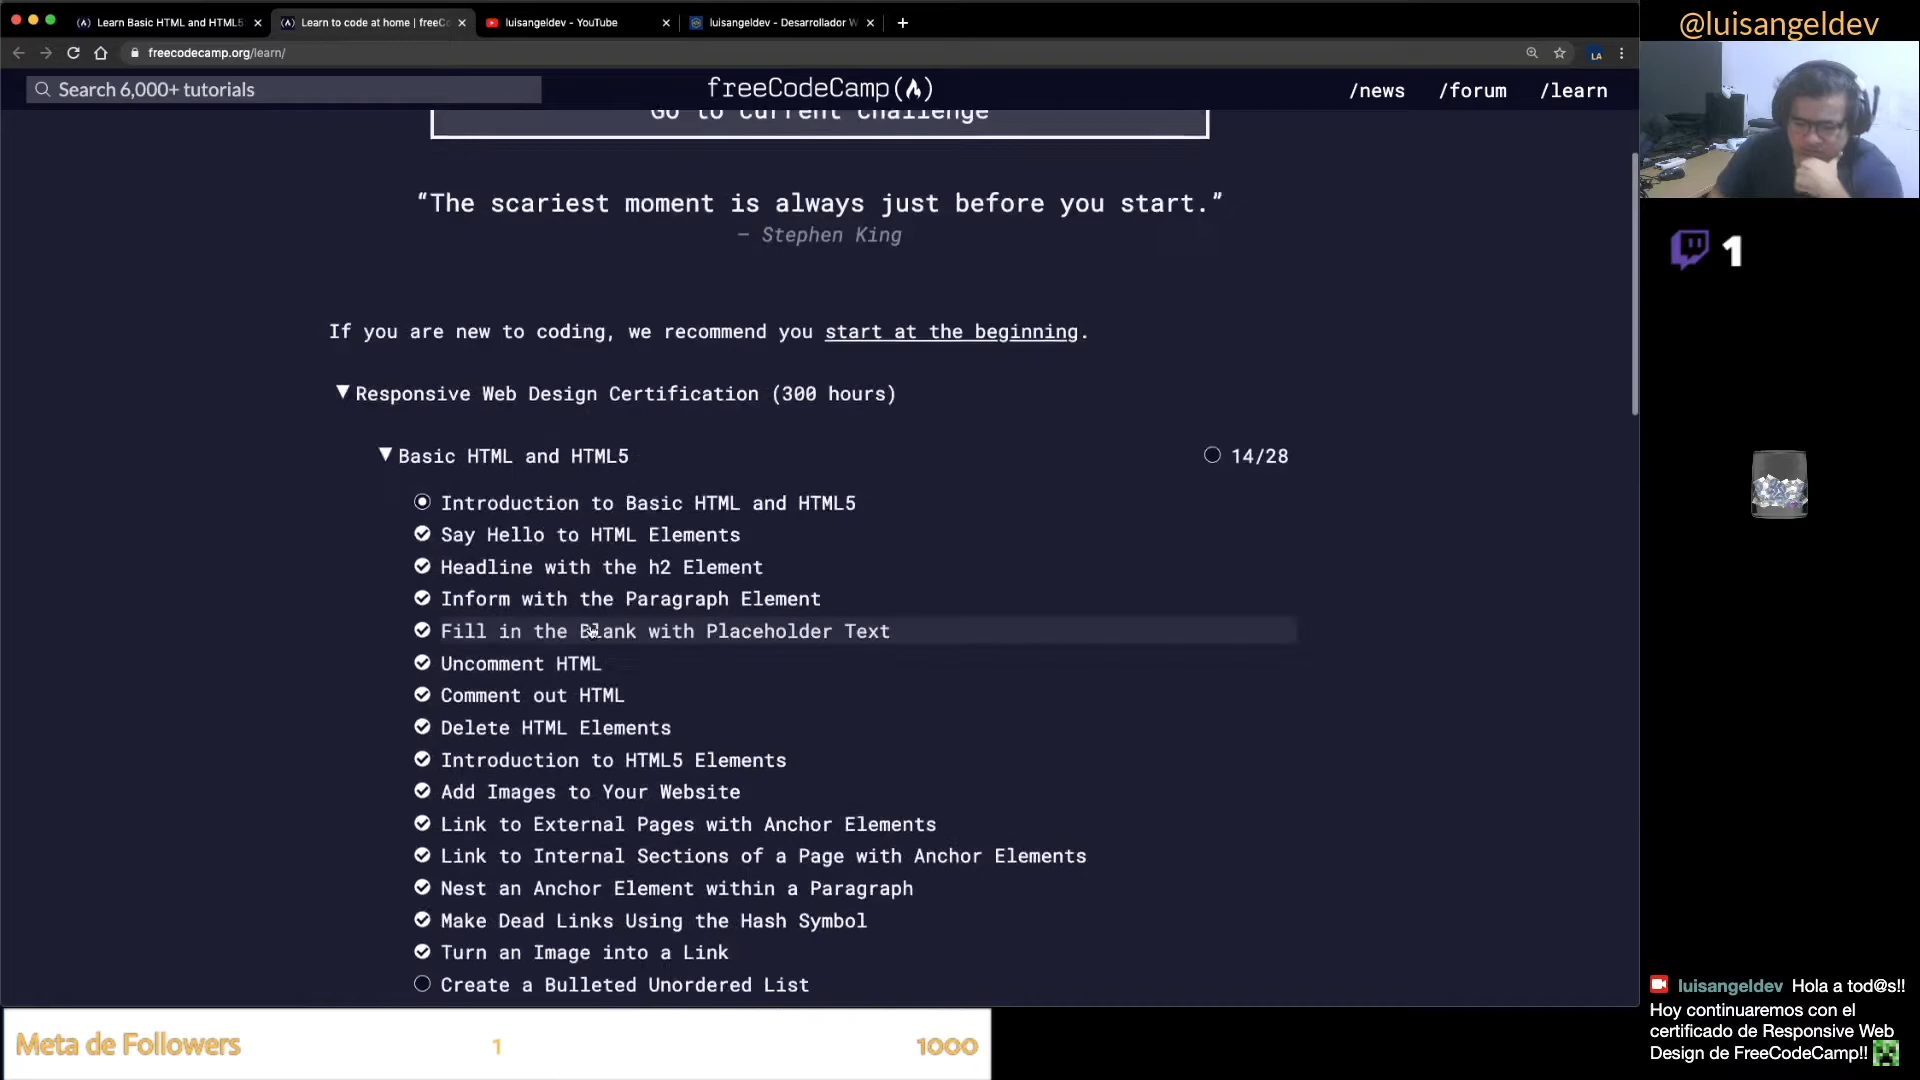 Learn Basic HTML and HTML5
Learn to code at home | freeC
luisangeldev - YouTube
luisangeldev - Desarrollador W
@luisangeldev
freecodecamp.org/learn/
LA
Search 6,000+ tutorials
freeCodeCamp
/news
/forum
/learn
Go to current challenge
“The scariest moment is always just before you start.”
— Stephen King
1
If you are new to coding, we recommend you start at the beginning.
Responsive Web Design Certification (300 hours)
Basic HTML and HTML5
14/28
Introduction to Basic HTML and HTML5
Say Hello to HTML Elements
Headline with the h2 Element
Inform with the Paragraph Element
Fill in the Blank with Placeholder Text
Uncomment HTML
Comment out HTML
Delete HTML Elements
Introduction to HTML5 Elements
Add Images to Your Website
Link to External Pages with Anchor Elements
Link to Internal Sections of a Page with Anchor Elements
Nest an Anchor Element within a Paragraph
Make Dead Links Using the Hash Symbol
Turn an Image into a Link
Create a Bulleted Unordered List
Meta de Followers
1
1000
luisangeldev Hola a tod@s!!
Hoy continuaremos con el
certificado de Responsive Web
Design de FreeCodeCamp!!